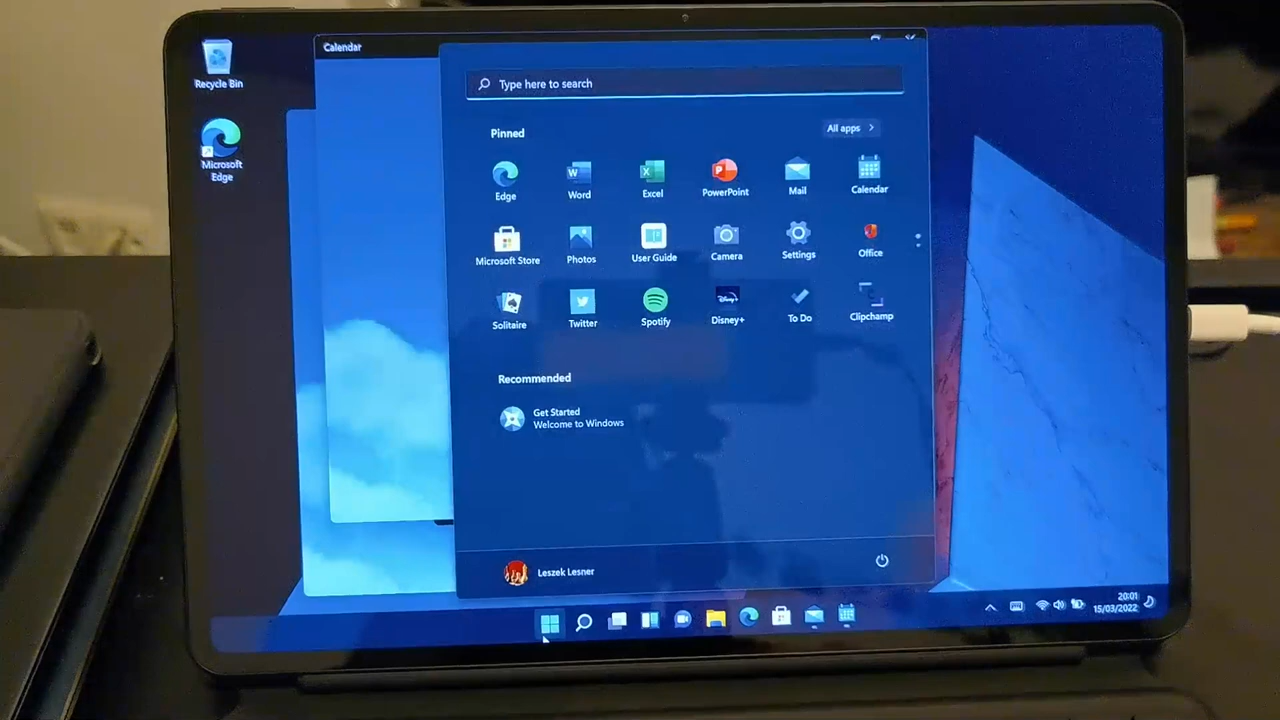 Recycle Bin
Microsoft
Edge
Calendar
Type here to search
Pinned
All apps
Edge
Word
Excel
PowerPoint
Mail
Calendar
Microsoft Store
Photos
User Guide
Camera
Settings
Office
Solitaire
Twitter
Spotify
Disney+
To Do
Clipchamp
Recommended
Get Started
Welcome to Windows
Leszek Lesner
20:01
15/03/2022